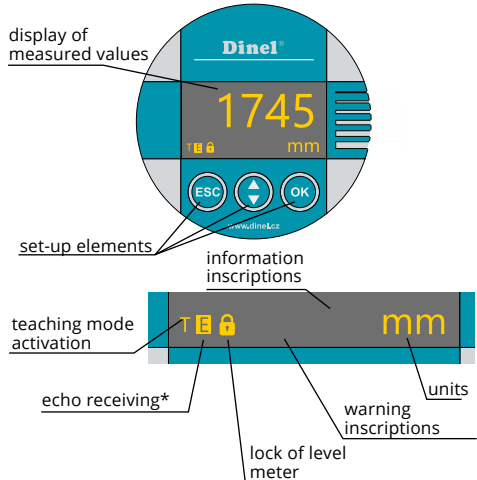 display of
measured values
Dinel®
1745
T E mm
ESC OK
www.dinel.cz
set-up elements
information
inscriptions
T E mm
teaching mode
activation
echo receiving*
units
warning
inscriptions
lock of level
meter